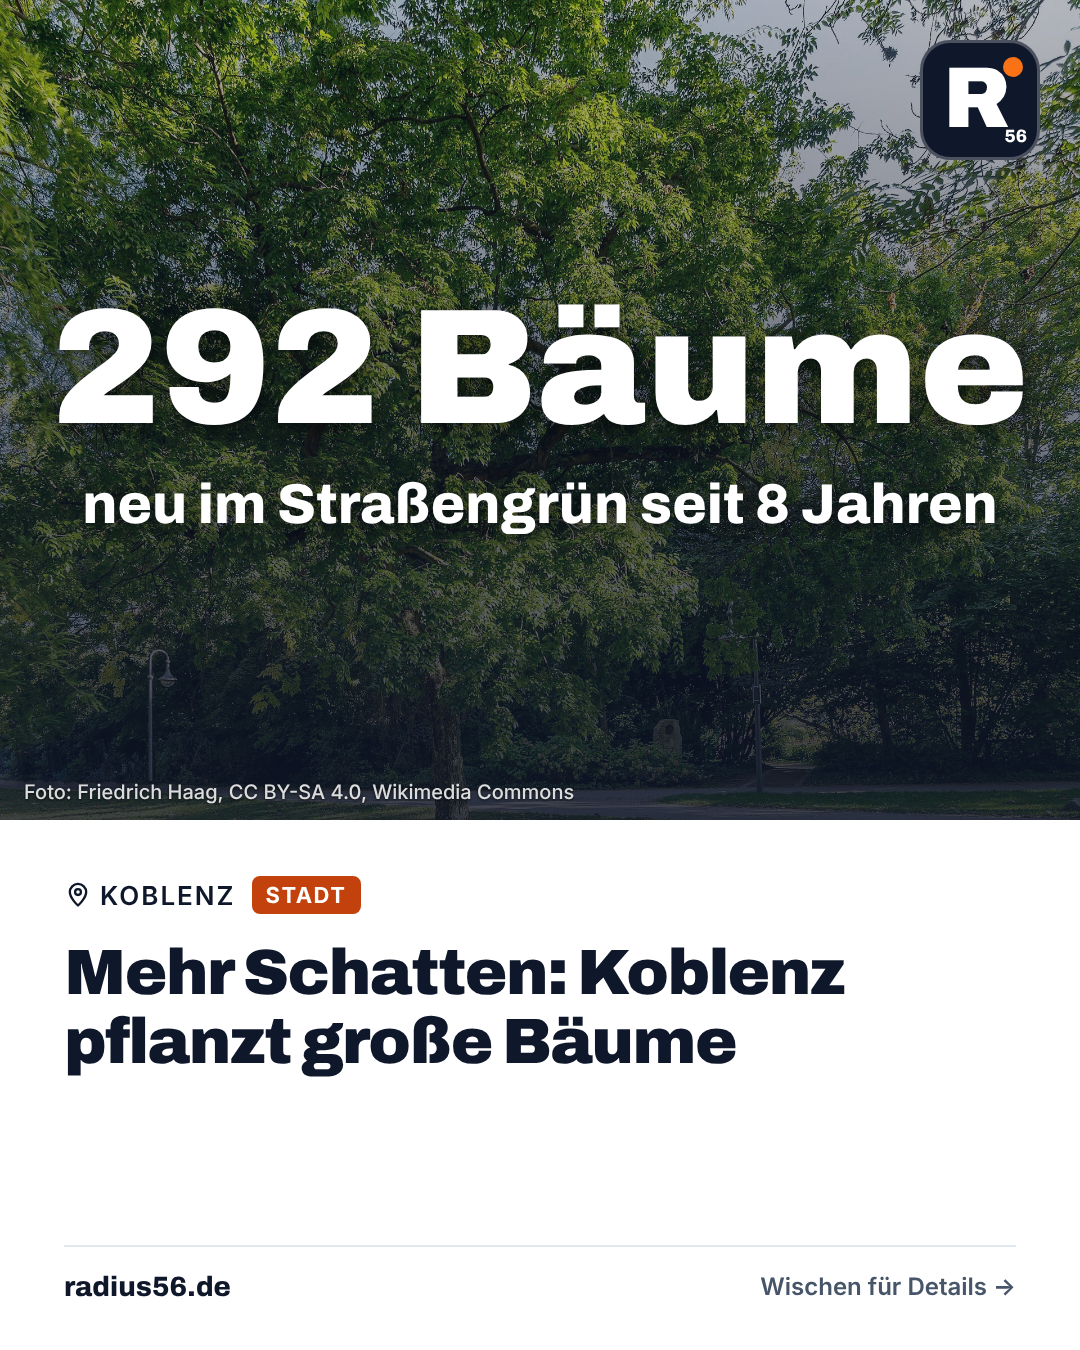 R
56
292 Bäume
neu im Straßengrün seit 8 Jahren
Foto: Friedrich Haag, CC BY-SA 4.0, Wikimedia Commons
KOBLENZ STADT
Mehr Schatten: Koblenz
pflanzt große Bäume
radius56.de Wischen für Details →